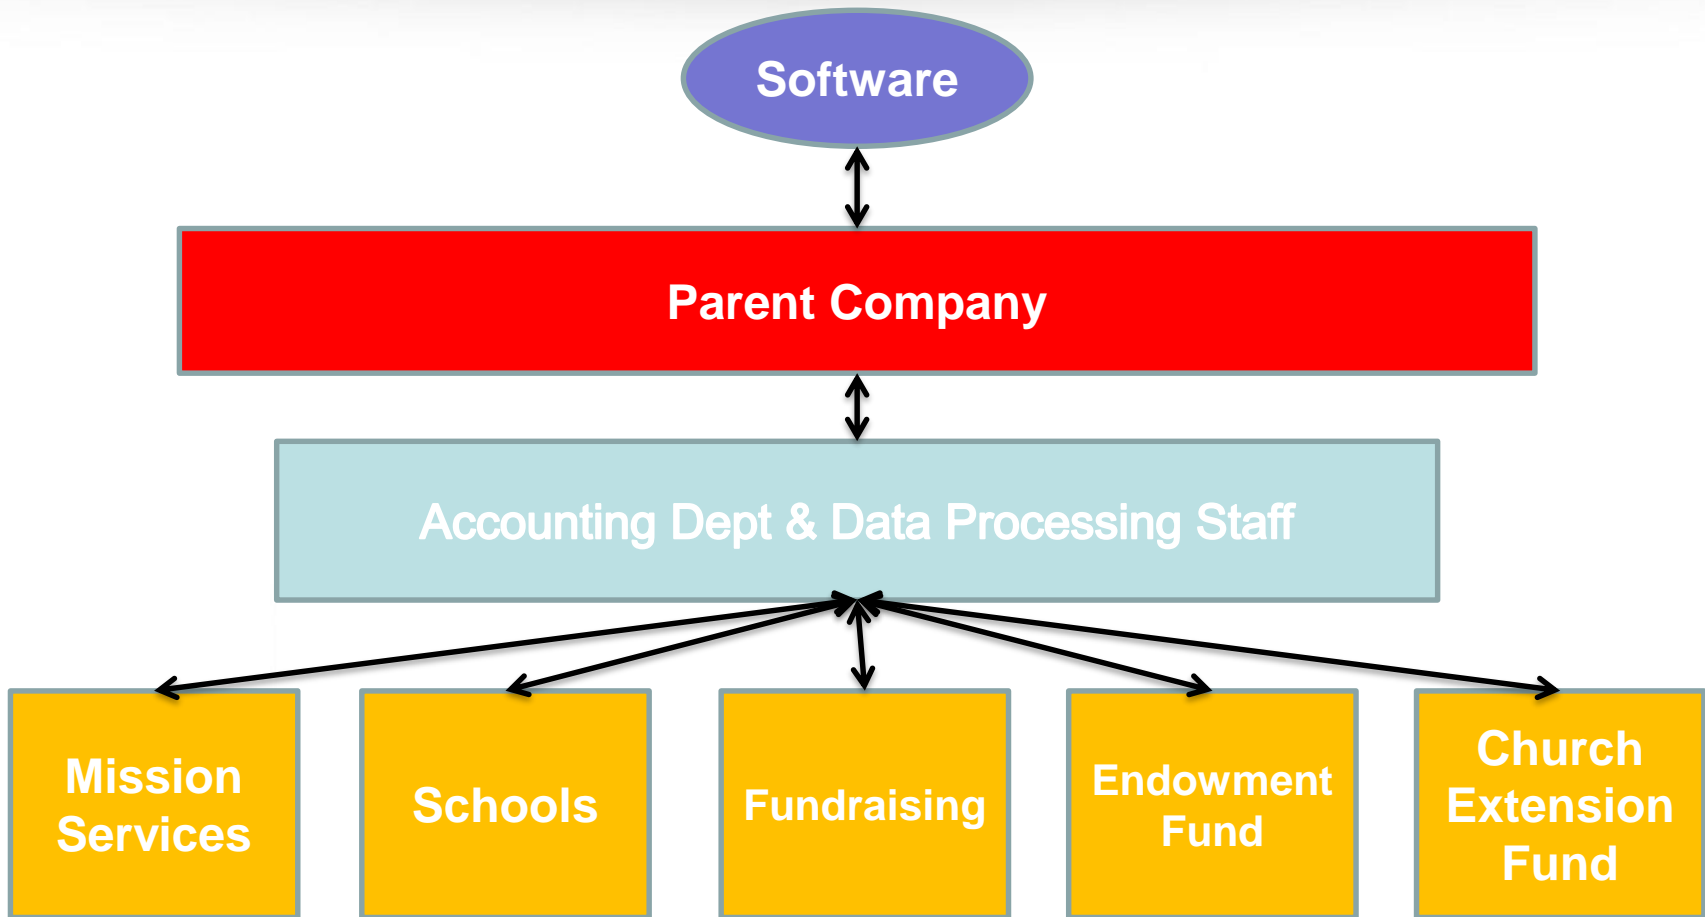 Software
Parent Company
Accounting Dept & Data Processing Staff
Mission
Services
Schools
Fundraising
Endowment
Fund
Church
Extension
Fund